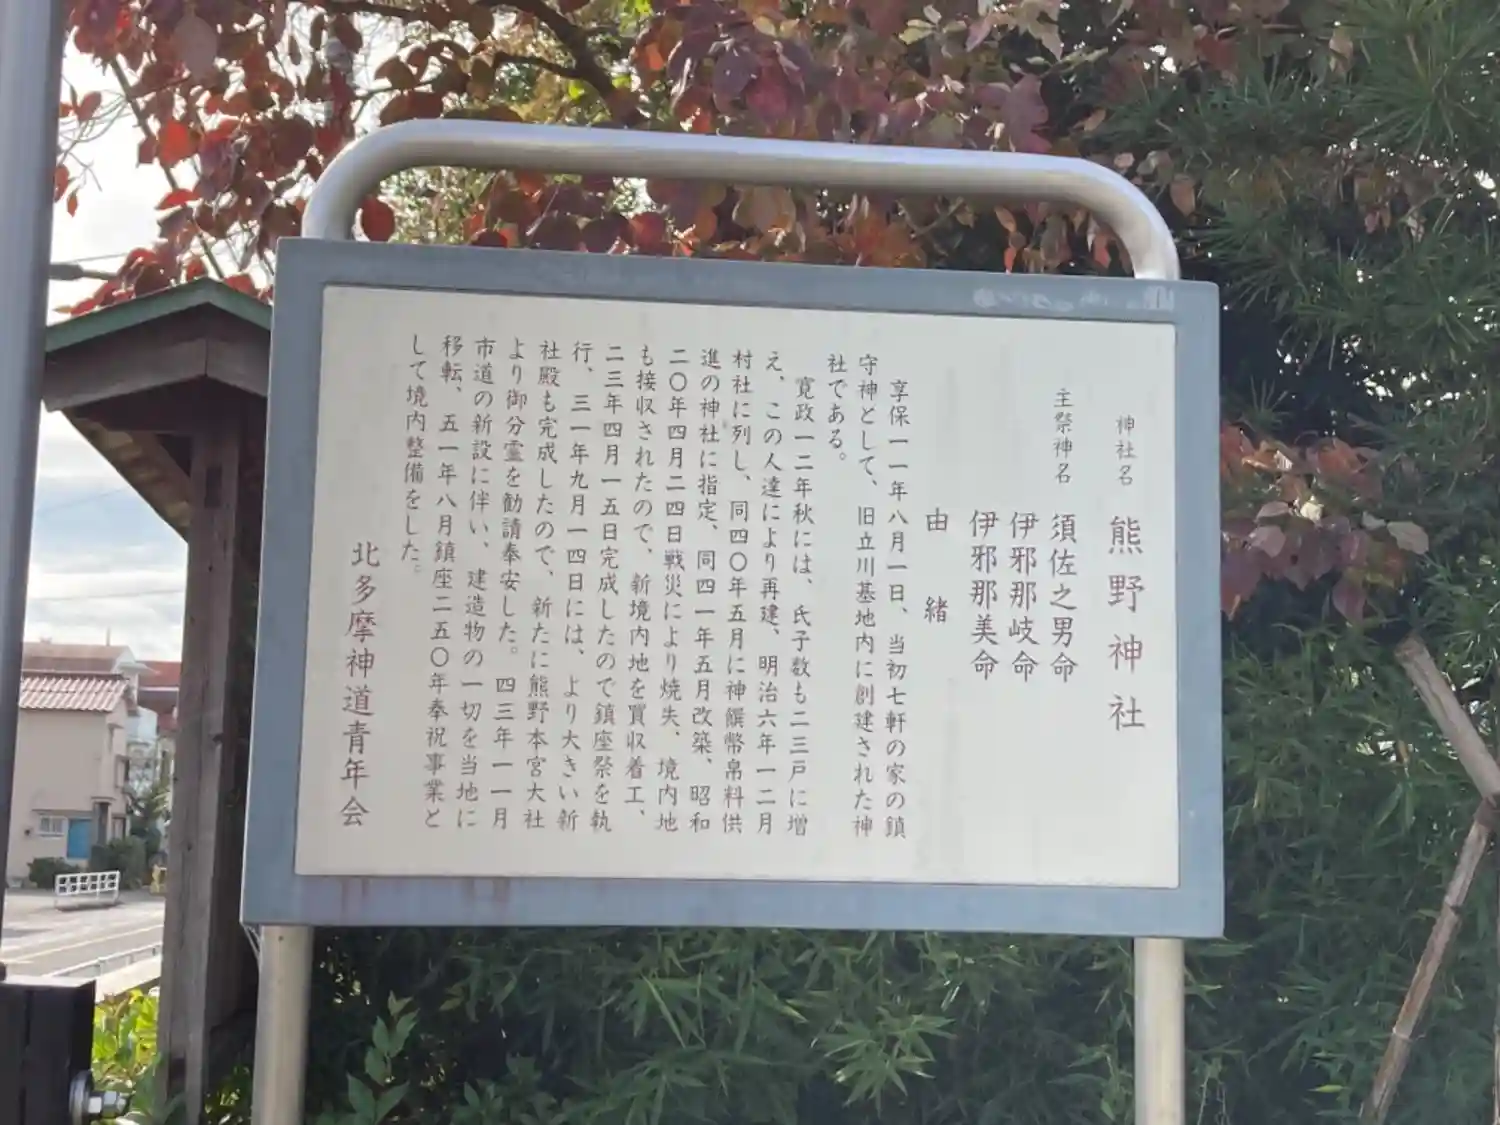 神社名 熊野神社
主祭神名 須佐之男命
伊邪那岐命
伊邪那美命
由緒
享保一一年八月一日、当初七軒の家の鎮
守神として、旧立川基地内に創建された神
社である。
寛政一二年秋には、氏子数も二三戸に増
え、この人達により再建、明治六年一二月
村社に列し、同四〇年五月に神饌幣帛料供
進の神社に指定、同四一年五月改築、昭和
二〇年四月二四日戦災により焼失、境内地
も接収されたので、新境内地を買収着工、
二三年四月一五日完成したので鎮座祭を執
行、三一年九月一四日には、より大きい新
社殿も完成したので、新たに熊野本宮大社
より御分霊を勧請奉安した。四三年一一月
市道の新設に伴い、建造物の一切を当地に
移転、五一年八月鎮座二五〇年奉祝事業と
して境内整備をした。
北多摩神道青年会